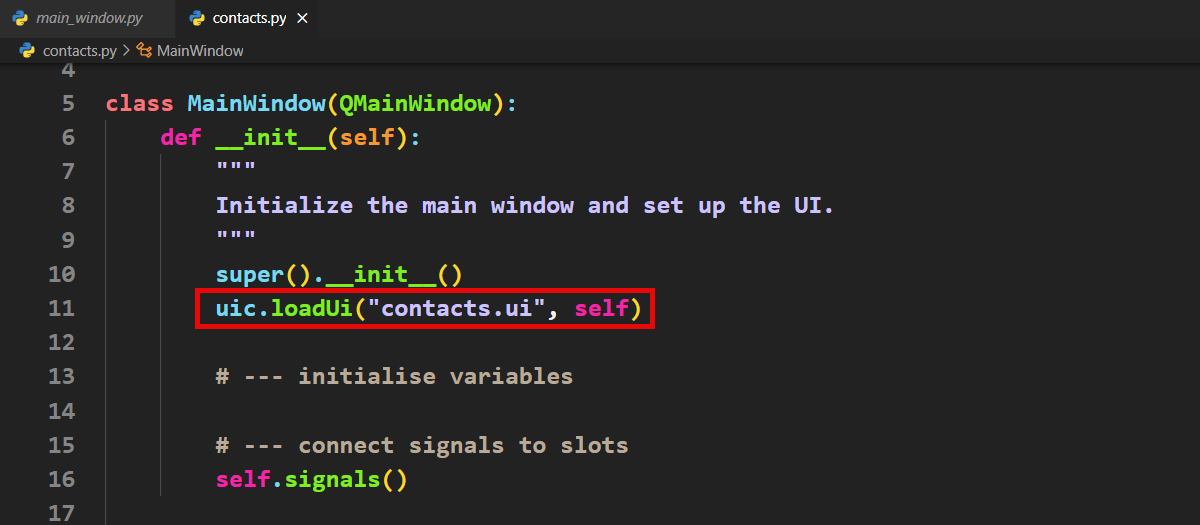 main_window.py contacts.py ×
contacts.py > MainWindow
4
5 class MainWindow(QMainWindow):
6     def __init__(self):
7         """
8         Initialize the main window and set up the UI.
9         """
10         super().__init__()
11         uic.loadUi("contacts.ui", self)
12
13         # --- initialise variables
14
15         # --- connect signals to slots
16         self.signals()
17